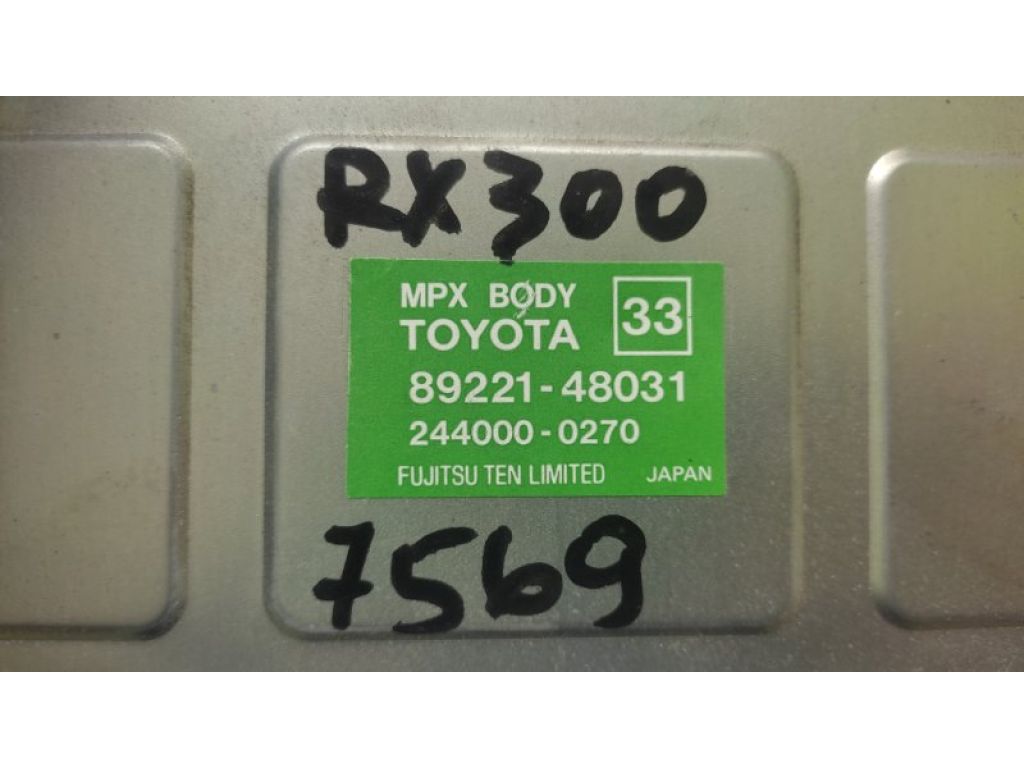 RX300
MPX BODY 33
TOYOTA
89221-48031
244000-0270
FUJITSU TEN LIMITED JAPAN
7569